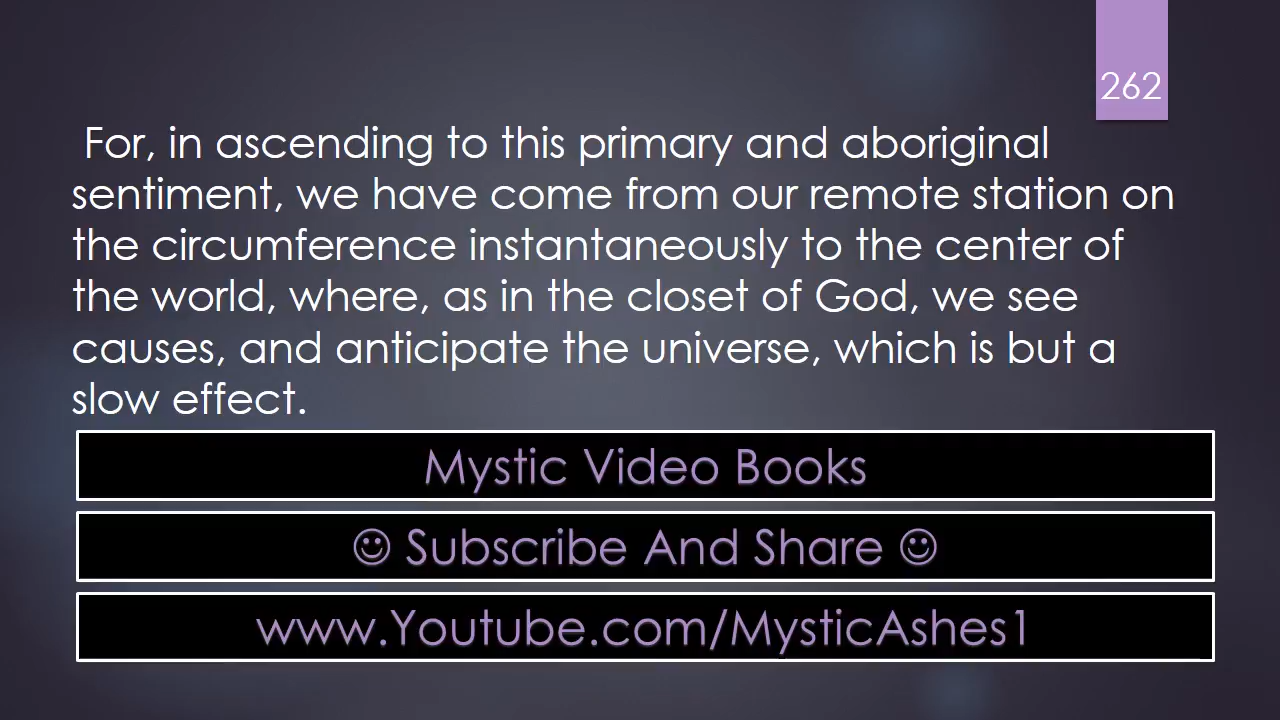 262
For, in ascending to this primary and aboriginal
sentiment, we have come from our remote station on
the circumference instantaneously to the center of
the world, where, as in the closet of God, we see
causes, and anticipate the universe, which is but a
slow effect.
Mystic Video Books
☺ Subscribe And Share ☺
www.Youtube.com/MysticAshes1